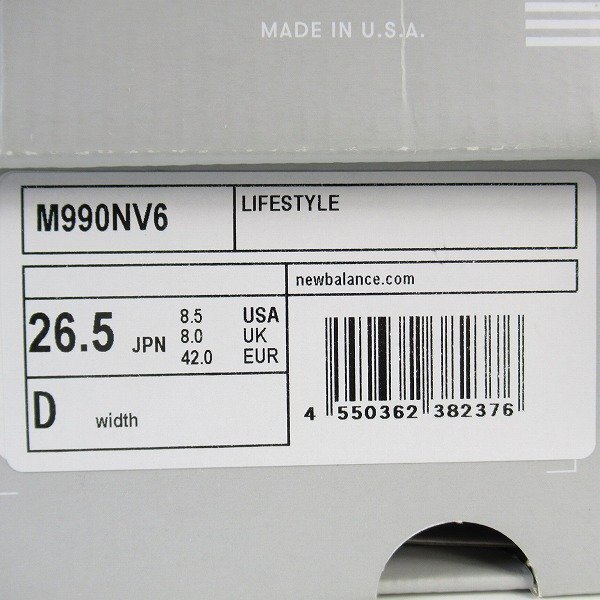 MADE IN U.S.A.
M990NV6
LIFESTYLE
newbalance.com
26.5 JPN
8.5 USA
8.0 UK
42.0 EUR
D width
4 550362 382376